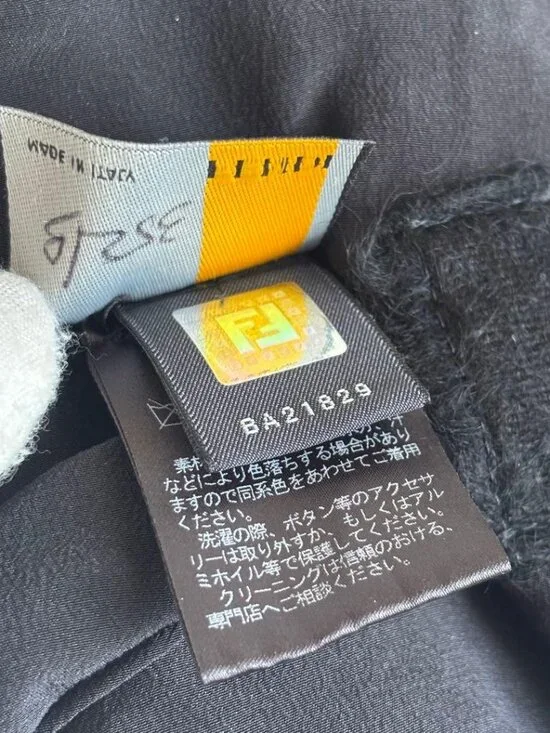 MADE IN ITALY
BA21829
などにより色落ちする場合があり
ますので同系色をあわせてご着用
ください。
洗濯の際、ボタン等のアクセサ
リーは取り外すか、もしくはアル
ミホイル等で保護してください。
クリーニングは信頼のおける、
専門店へご相談ください。